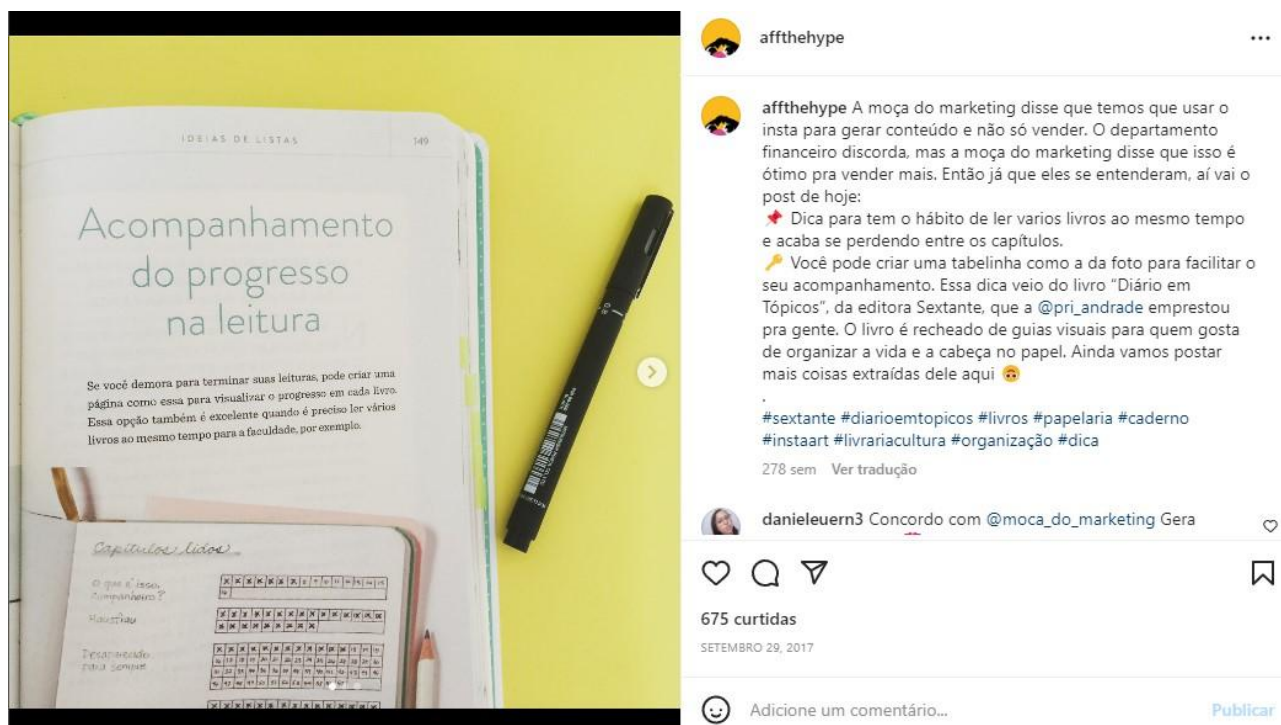 IDEIAS DE LISTAS 149
Acompanhamento
do progresso
na leitura
Se você demora para terminar suas leituras, pode criar uma
página como essa para visualizar o progresso em cada livro.
Essa opção também é excelente quando é preciso ler vários
livros ao mesmo tempo para a faculdade, por exemplo.
Capítulos lidos
O que é isso,
companheiro?
Hausfrau
Desaparecido
para sempre
0.8
affthehype
affthehype A moça do marketing disse que temos que usar o
insta para gerar conteúdo e não só vender. O departamento
financeiro discorda, mas a moça do marketing disse que isso é
ótimo pra vender mais. Então já que eles se entenderam, aí vai o
post de hoje:
📌 Dica para tem o hábito de ler varios livros ao mesmo tempo
e acaba se perdendo entre os capítulos.
🔑 Você pode criar uma tabelinha como a da foto para facilitar o
seu acompanhamento. Essa dica veio do livro "Diário em
Tópicos", da editora Sextante, que a @pri_andrade emprestou
pra gente. O livro é recheado de guias visuais para quem gosta
de organizar a vida e a cabeça no papel. Ainda vamos postar
mais coisas extraídas dele aqui 🙃
.
#sextante #diarioemtopicos #livros #papelaria #caderno
#instaart #livrariacultura #organização #dica
278 sem Ver tradução
danieleuern3 Concordo com @moca_do_marketing Gera
675 curtidas
SETEMBRO 29, 2017
Adicione um comentário... Publicar